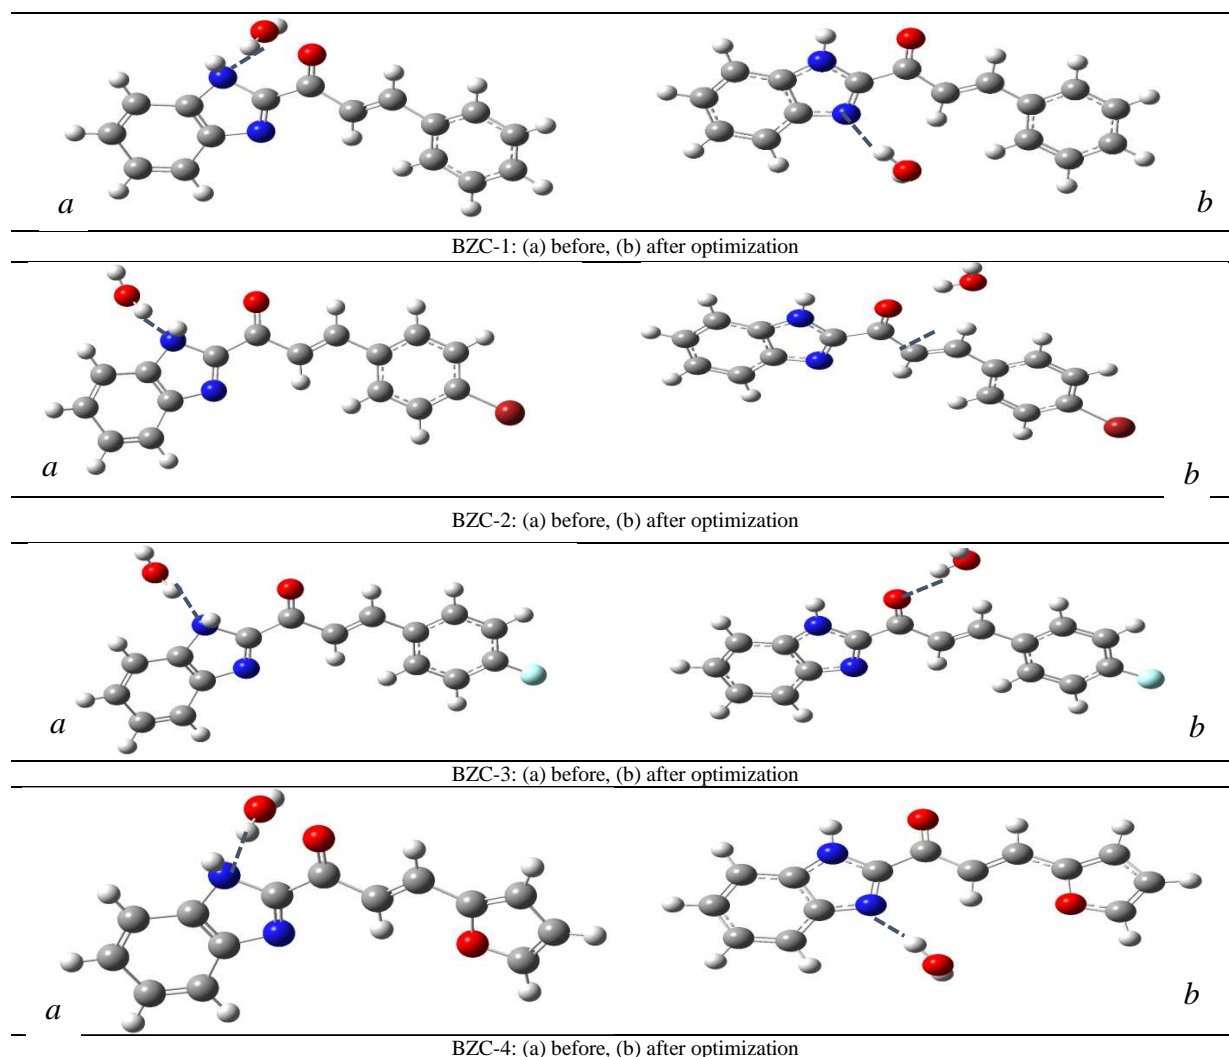 a
b
BZC-1: (a) before, (b) after optimization
a
b
BZC-2: (a) before, (b) after optimization
a
b
BZC-3: (a) before, (b) after optimization
a
b
BZC-4: (a) before, (b) after optimization